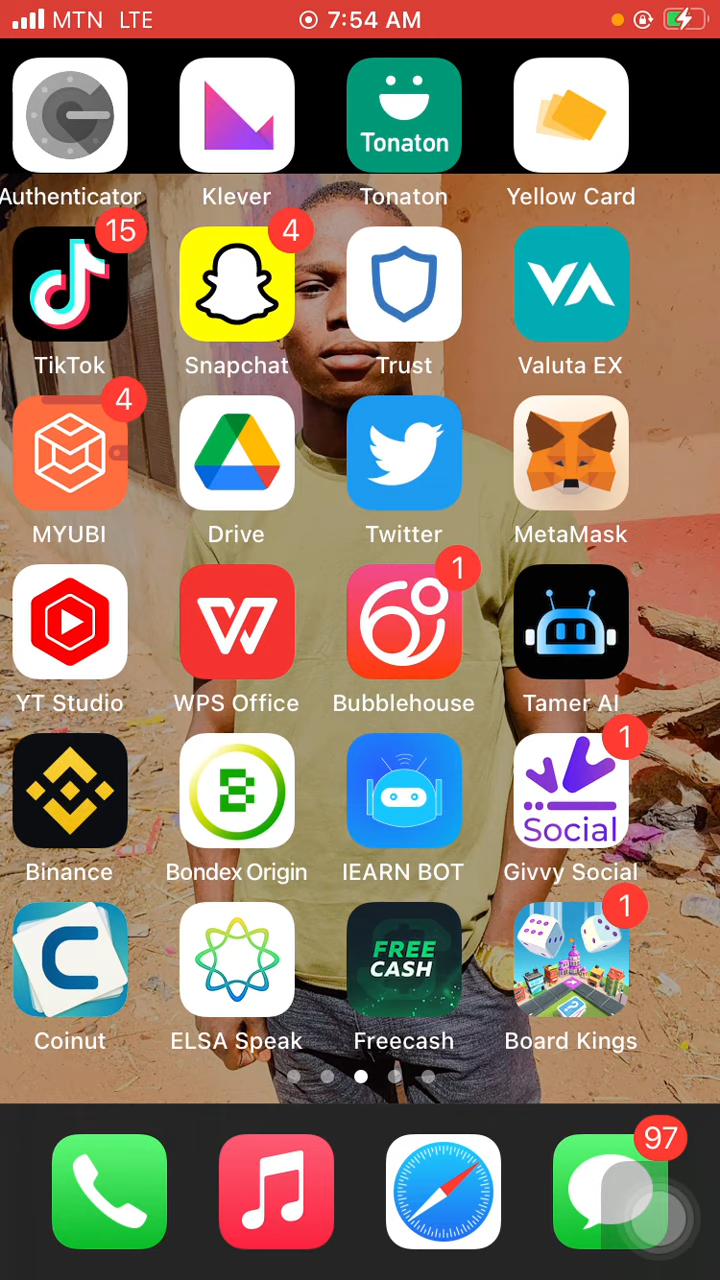 MTN LTE 7:54 AM
Tonaton
Authenticator Klever Tonaton Yellow Card
15 4
TikTok Snapchat Trust Valuta EX
4
MYUBI Drive Twitter MetaMask
1
YT Studio WPS Office Bubblehouse Tamer AI
1
Social
Binance Bondex Origin IEARN BOT Givvy Social
1
FREE
CASH
Coinut ELSA Speak Freecash Board Kings
97